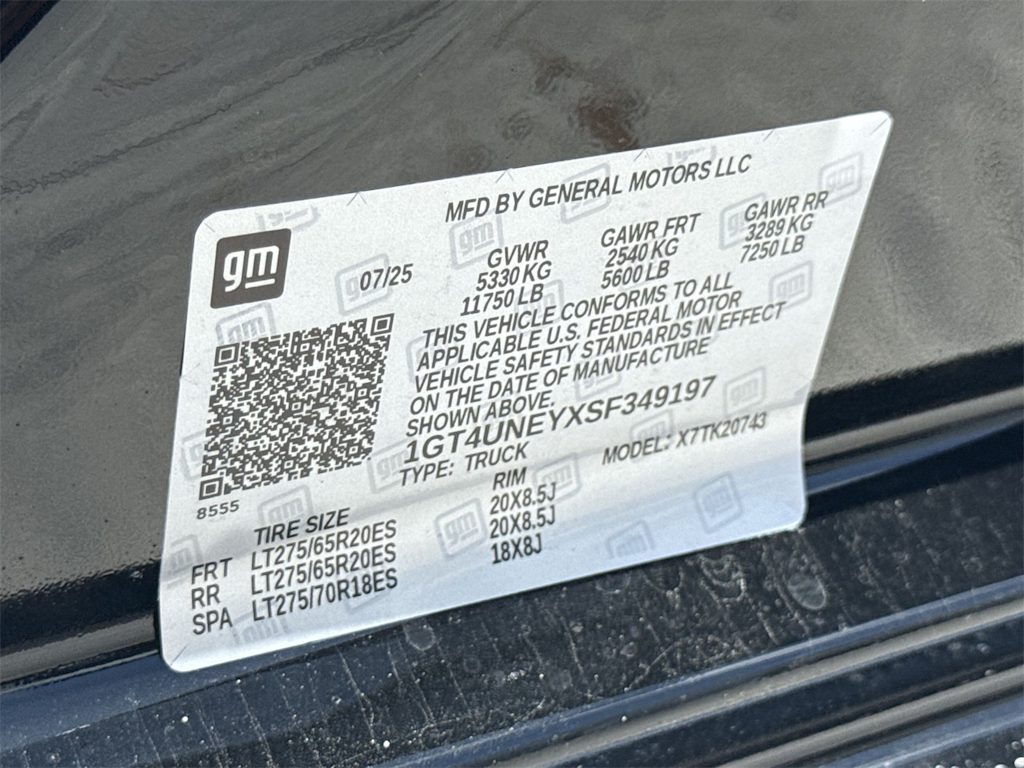 MFD BY GENERAL MOTORS LLC
gm
07/25
GVWR GAWR FRT GAWR RR
5330 KG 2540 KG 3289 KG
11750 LB 5600 LB 7250 LB
THIS VEHICLE CONFORMS TO ALL
APPLICABLE U.S. FEDERAL MOTOR
VEHICLE SAFETY STANDARDS IN EFFECT
ON THE DATE OF MANUFACTURE
SHOWN ABOVE.
1GT4UNEYXSF349197
TYPE: TRUCK MODEL: X7TK20743
8555
TIRE SIZE RIM
FRT LT275/65R20ES 20X8.5J
RR LT275/65R20ES 20X8.5J
SPA LT275/70R18ES 18X8J